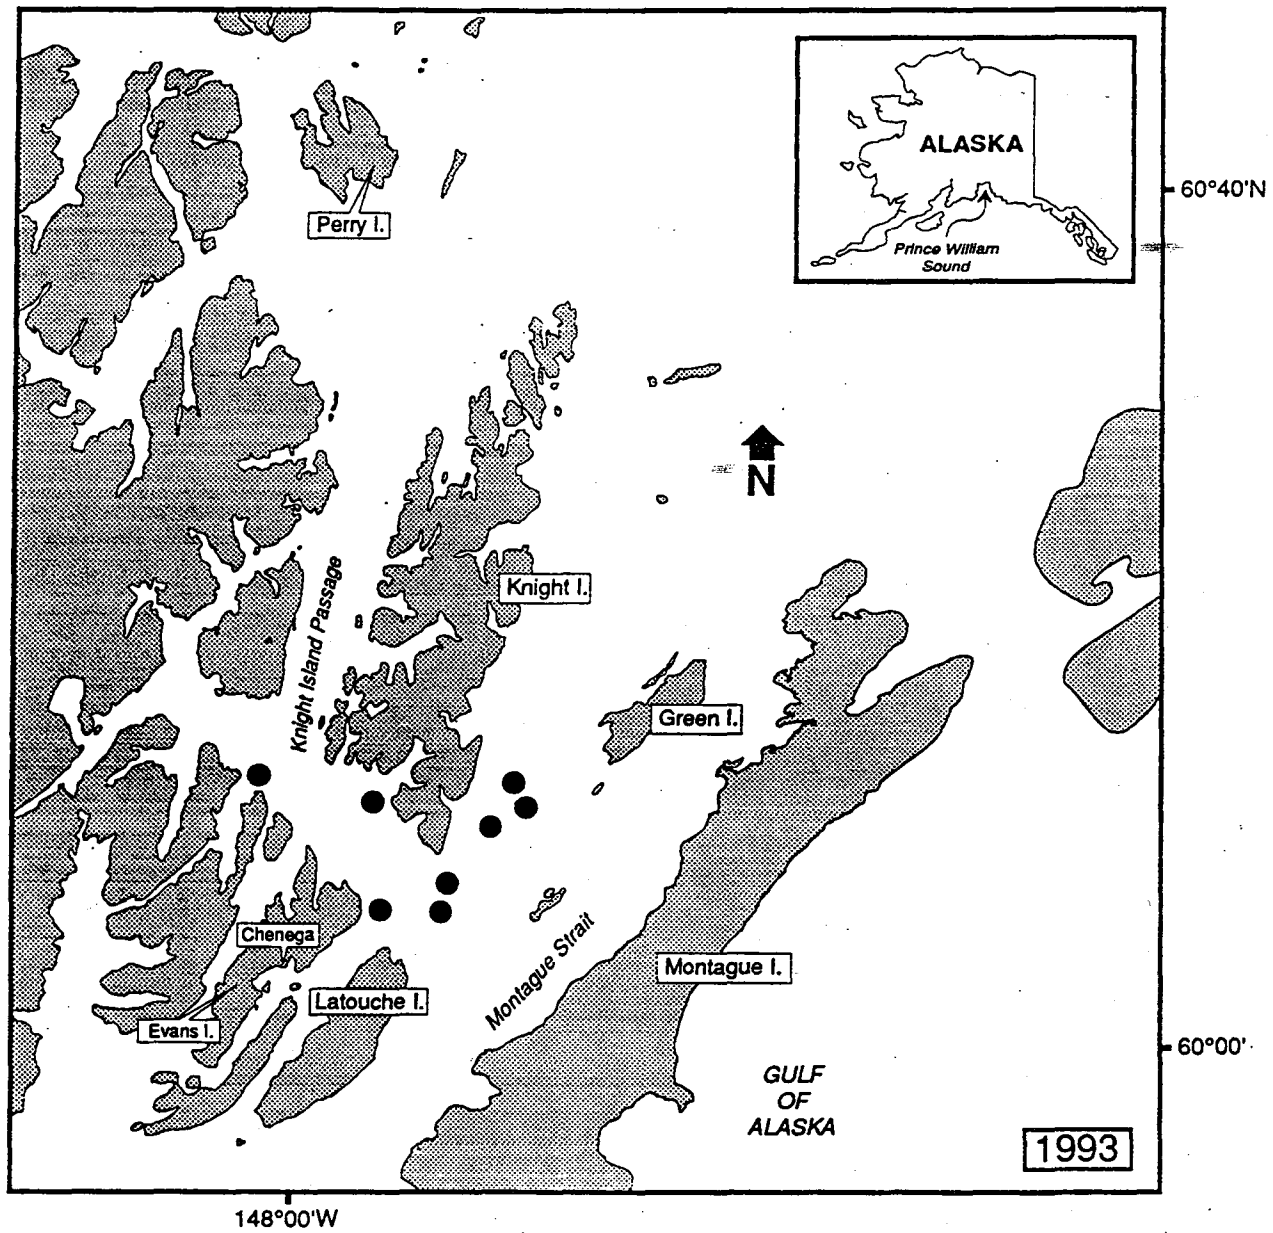 ALASKA
Prince William
Sound
60°40'N
Perry I.
N
Knight I.
Knight Island Passage
Green I.
Chenega
Montague I.
Montague Strait
Latouche I.
Evans I.
60°00'
GULF
OF
ALASKA
1993
148°00'W